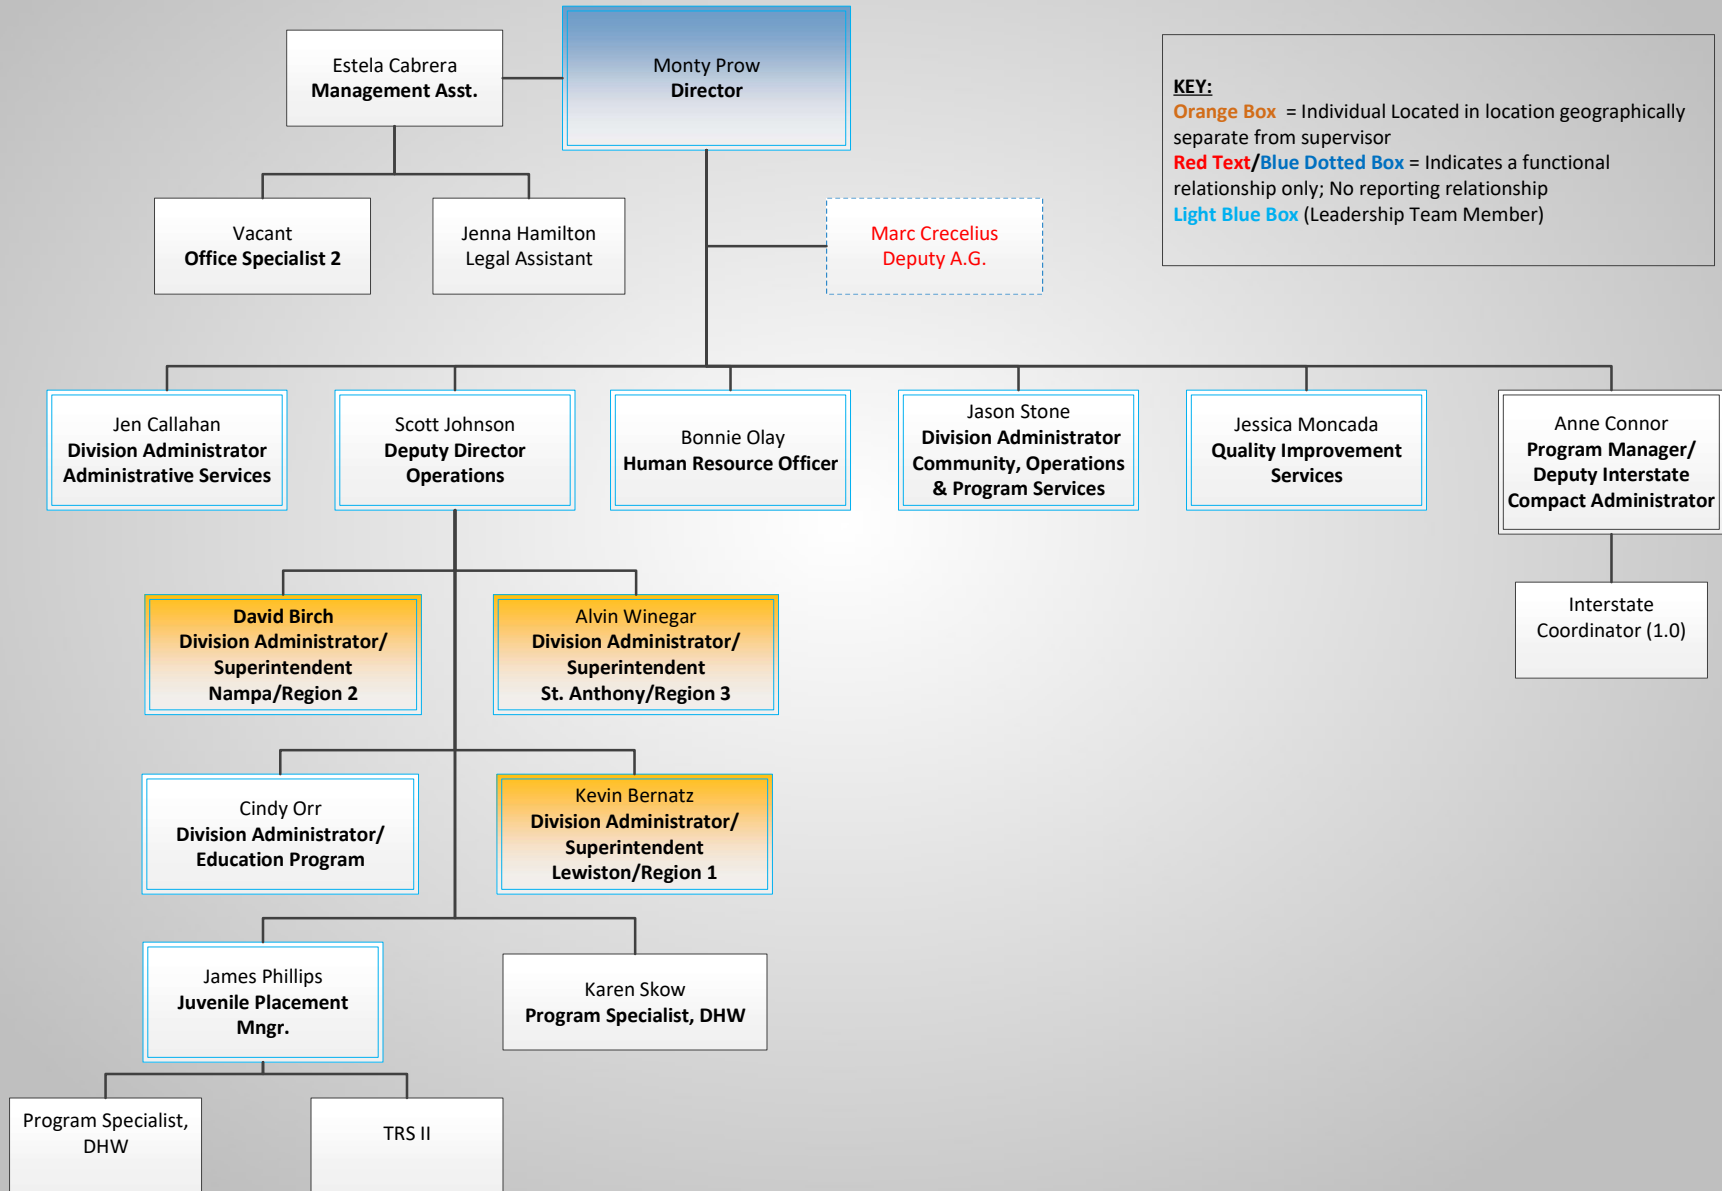 Estela Cabrera
Management Asst.
Monty Prow
Director
KEY:
Orange Box = Individual Located in location geographically
separate from supervisor
Red Text/Blue Dotted Box = Indicates a functional
relationship only; No reporting relationship
Light Blue Box (Leadership Team Member)
Vacant
Office Specialist 2
Jenna Hamilton
Legal Assistant
Marc Crecelius
Deputy A.G.
Jen Callahan
Division Administrator
Administrative Services
Scott Johnson
Deputy Director
Operations
Bonnie Olay
Human Resource Officer
Jason Stone
Division Administrator
Community, Operations
& Program Services
Jessica Moncada
Quality Improvement
Services
Anne Connor
Program Manager/
Deputy Interstate
Compact Administrator
Interstate
Coordinator (1.0)
David Birch
Division Administrator/
Superintendent
Nampa/Region 2
Alvin Winegar
Division Administrator/
Superintendent
St. Anthony/Region 3
Cindy Orr
Division Administrator/
Education Program
Kevin Bernatz
Division Administrator/
Superintendent
Lewiston/Region 1
James Phillips
Juvenile Placement
Mngr.
Karen Skow
Program Specialist, DHW
Program Specialist,
DHW
TRS II